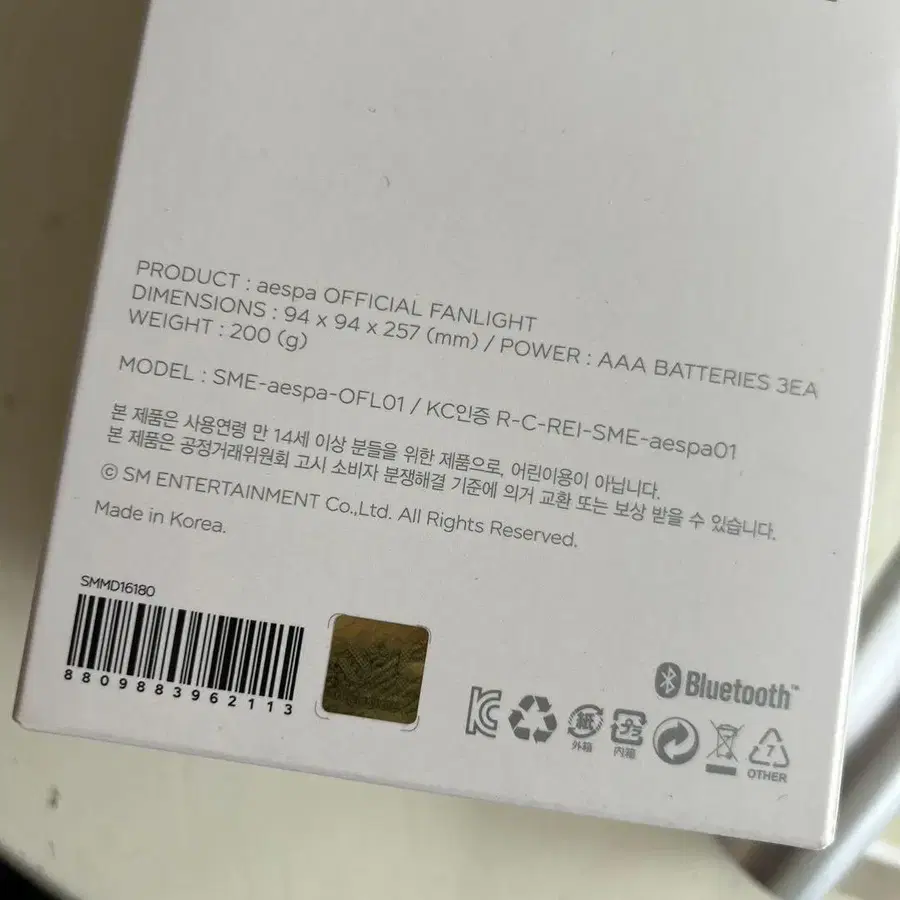 PRODUCT : aespa OFFICIAL FANLIGHT
DIMENSIONS : 94 x 94 x 257 (mm) / POWER : AAA BATTERIES 3EA
WEIGHT : 200 (g)
MODEL : SME-aespa-OFL01 / KC인증 R-C-REI-SME-aespa01
본 제품은 사용연령 만 14세 이상 분들을 위한 제품으로, 어린이용이 아닙니다.
본 제품은 공정거래위원회 고시 소비자 분쟁해결 기준에 의거 교환 또는 보상 받을 수 있습니다.
ⓒ SM ENTERTAINMENT Co.,Ltd. All Rights Reserved.
Made in Korea.
SMMD16180
8809883962113
Bluetooth™
紙
外箱
プラ
内箱
7
OTHER